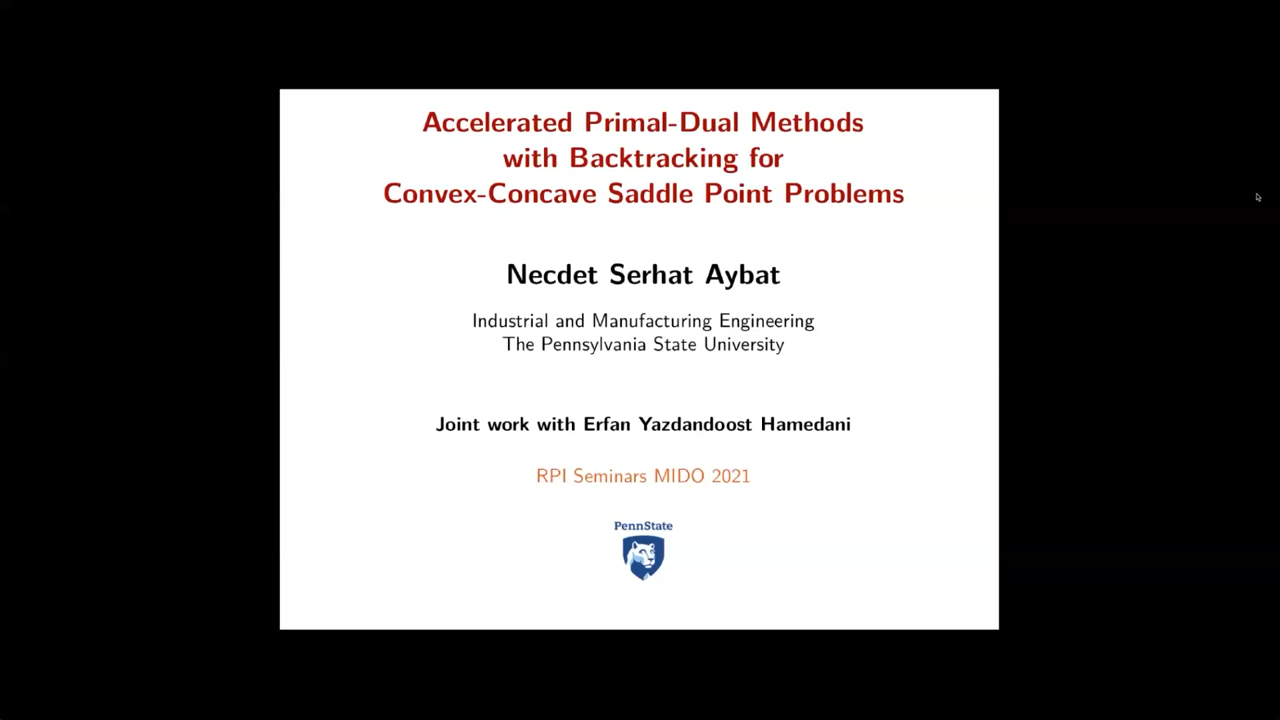 Accelerated Primal-Dual Methods
with Backtracking for
Convex-Concave Saddle Point Problems
Necdet Serhat Aybat
Industrial and Manufacturing Engineering
The Pennsylvania State University
Joint work with Erfan Yazdandoost Hamedani
RPI Seminars MIDO 2021
PennState